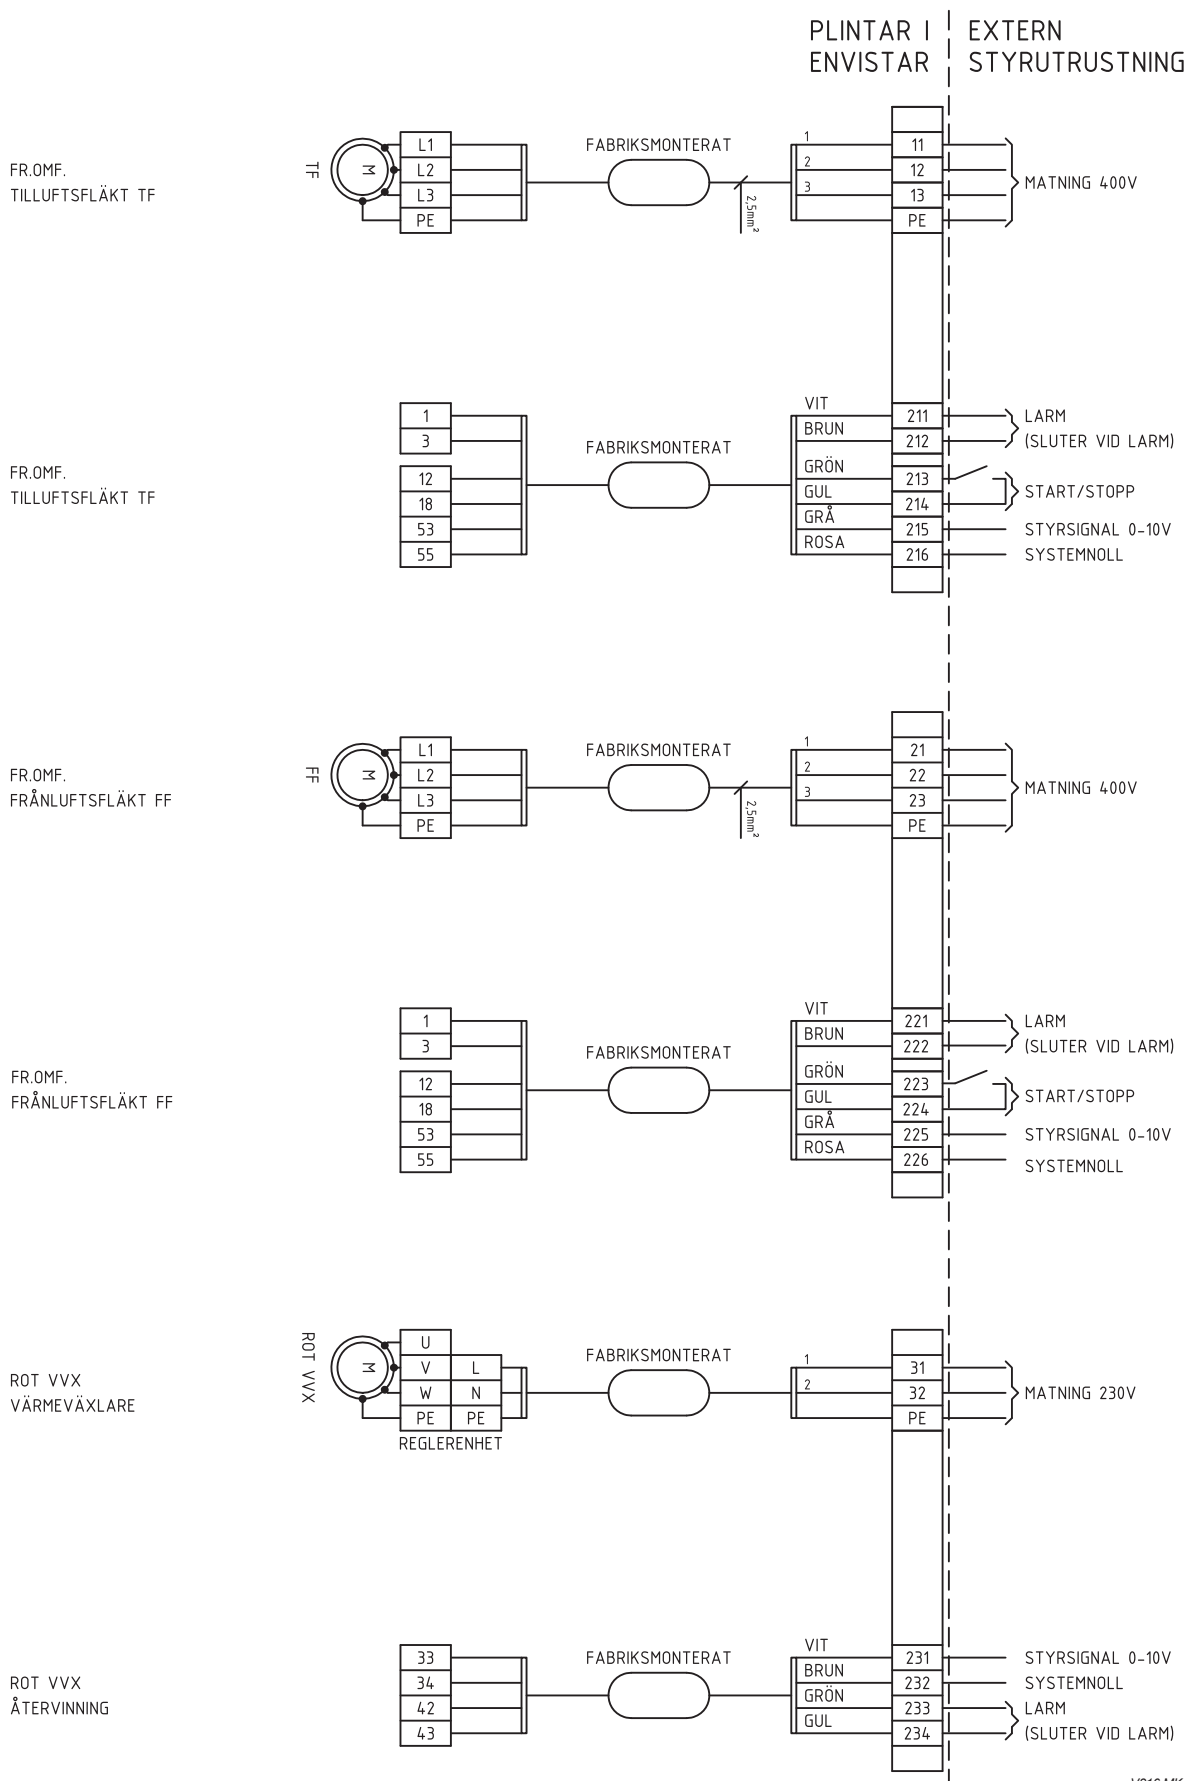 PLINTAR I
ENVISTAR
EXTERN
STYRUTRUSTNING
FR.OMF.
TILLUFTSFLÄKT TF
TF
M
L1
L2
L3
PE
FABRIKSMONTERAT
2,5mm²
1
2
3
11
12
13
PE
MATNING 400V
FR.OMF.
TILLUFTSFLÄKT TF
1
3
12
18
53
55
FABRIKSMONTERAT
VIT
BRUN
GRÖN
GUL
GRÅ
ROSA
211
212
213
214
215
216
LARM
(SLUTER VID LARM)
START/STOPP
STYRSIGNAL 0-10V
SYSTEMNOLL
FR.OMF.
FRÅNLUFTSFLÄKT FF
FF
M
L1
L2
L3
PE
FABRIKSMONTERAT
2,5mm²
1
2
3
21
22
23
PE
MATNING 400V
FR.OMF.
FRÅNLUFTSFLÄKT FF
1
3
12
18
53
55
FABRIKSMONTERAT
VIT
BRUN
GRÖN
GUL
GRÅ
ROSA
221
222
223
224
225
226
LARM
(SLUTER VID LARM)
START/STOPP
STYRSIGNAL 0-10V
SYSTEMNOLL
ROT VVX
VÄRMEVÄXLARE
ROT VVX
M
U
V L
W N
PE PE
REGLERENHET
FABRIKSMONTERAT
1
2
31
32
PE
MATNING 230V
ROT VVX
ÅTERVINNING
33
34
42
43
FABRIKSMONTERAT
VIT
BRUN
GRÖN
GUL
231
232
233
234
STYRSIGNAL 0-10V
SYSTEMNOLL
LARM
(SLUTER VID LARM)